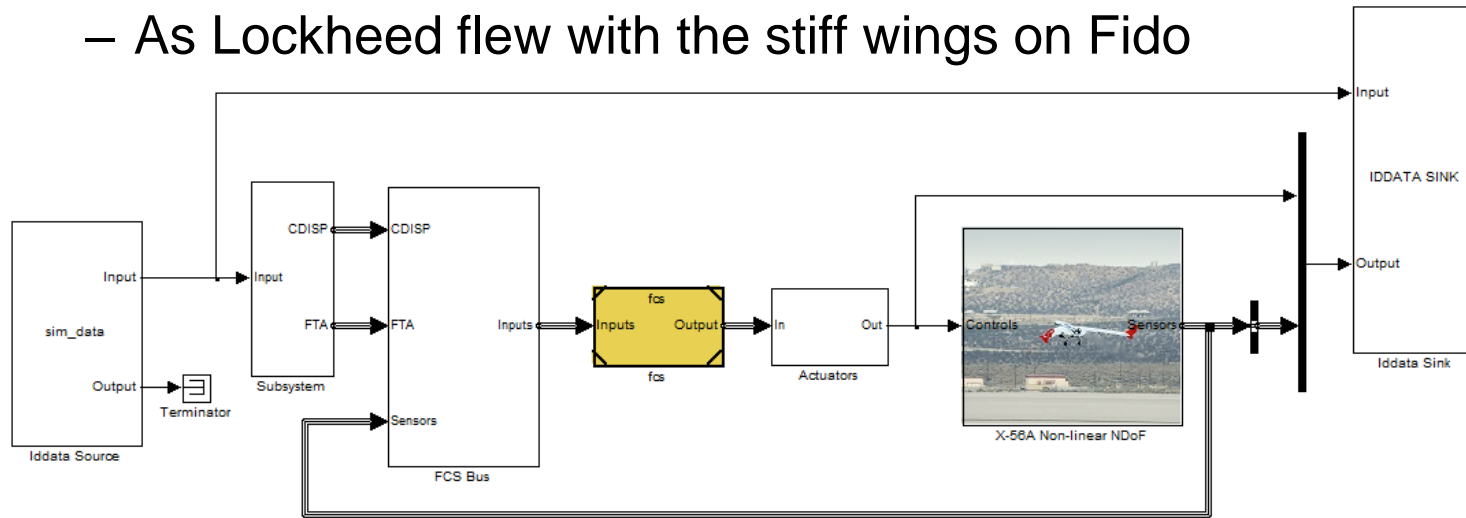 – As Lockheed flew with the stiff wings on Fido
Input
IDDATA SINK
Output
Iddata Sink
sim_data
Input
Output
Iddata Source
Terminator
Input
CDISP
FTA
Subsystem
CDISP
FTA
Sensors
Inputs
FCS Bus
fcs
Inputs
Output
fcs
In
Out
Actuators
Controls
Sensors
X-56A Non-linear NDoF